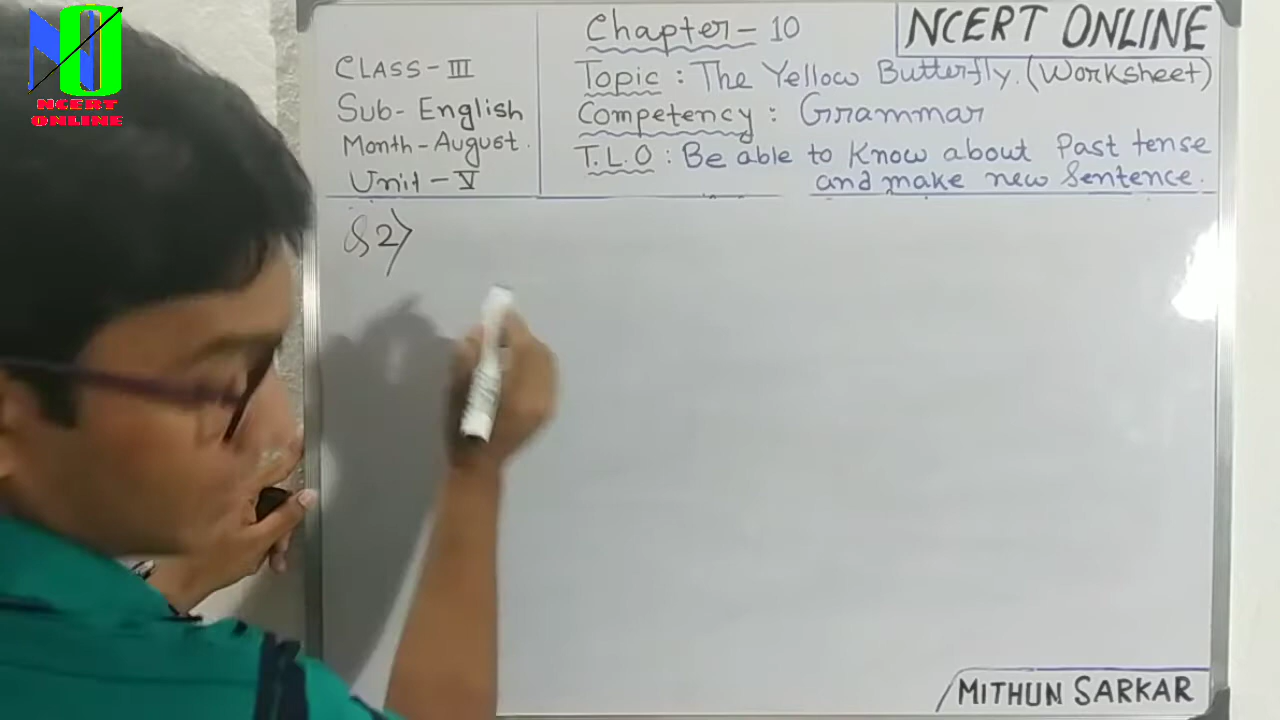 NCERT
ONLINE
CLASS - III
Sub - English
Month - August.
Unit - V
Chapter - 10
NCERT ONLINE
Topic : The Yellow Butterfly. (Worksheet)
Competency : Grammar
T.L.O : Be able to Know about Past tense
and make new Sentence.
Q2)
MITHUN SARKAR